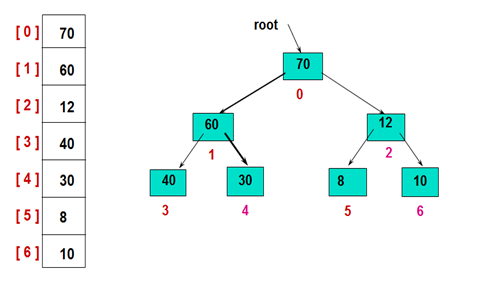 [ 0 ] 70
[ 1 ] 60
[ 2 ] 12
[ 3 ] 40
[ 4 ] 30
[ 5 ] 8
[ 6 ] 10
root
70
0
60 12
1 2
40 30 8 10
3 4 5 6